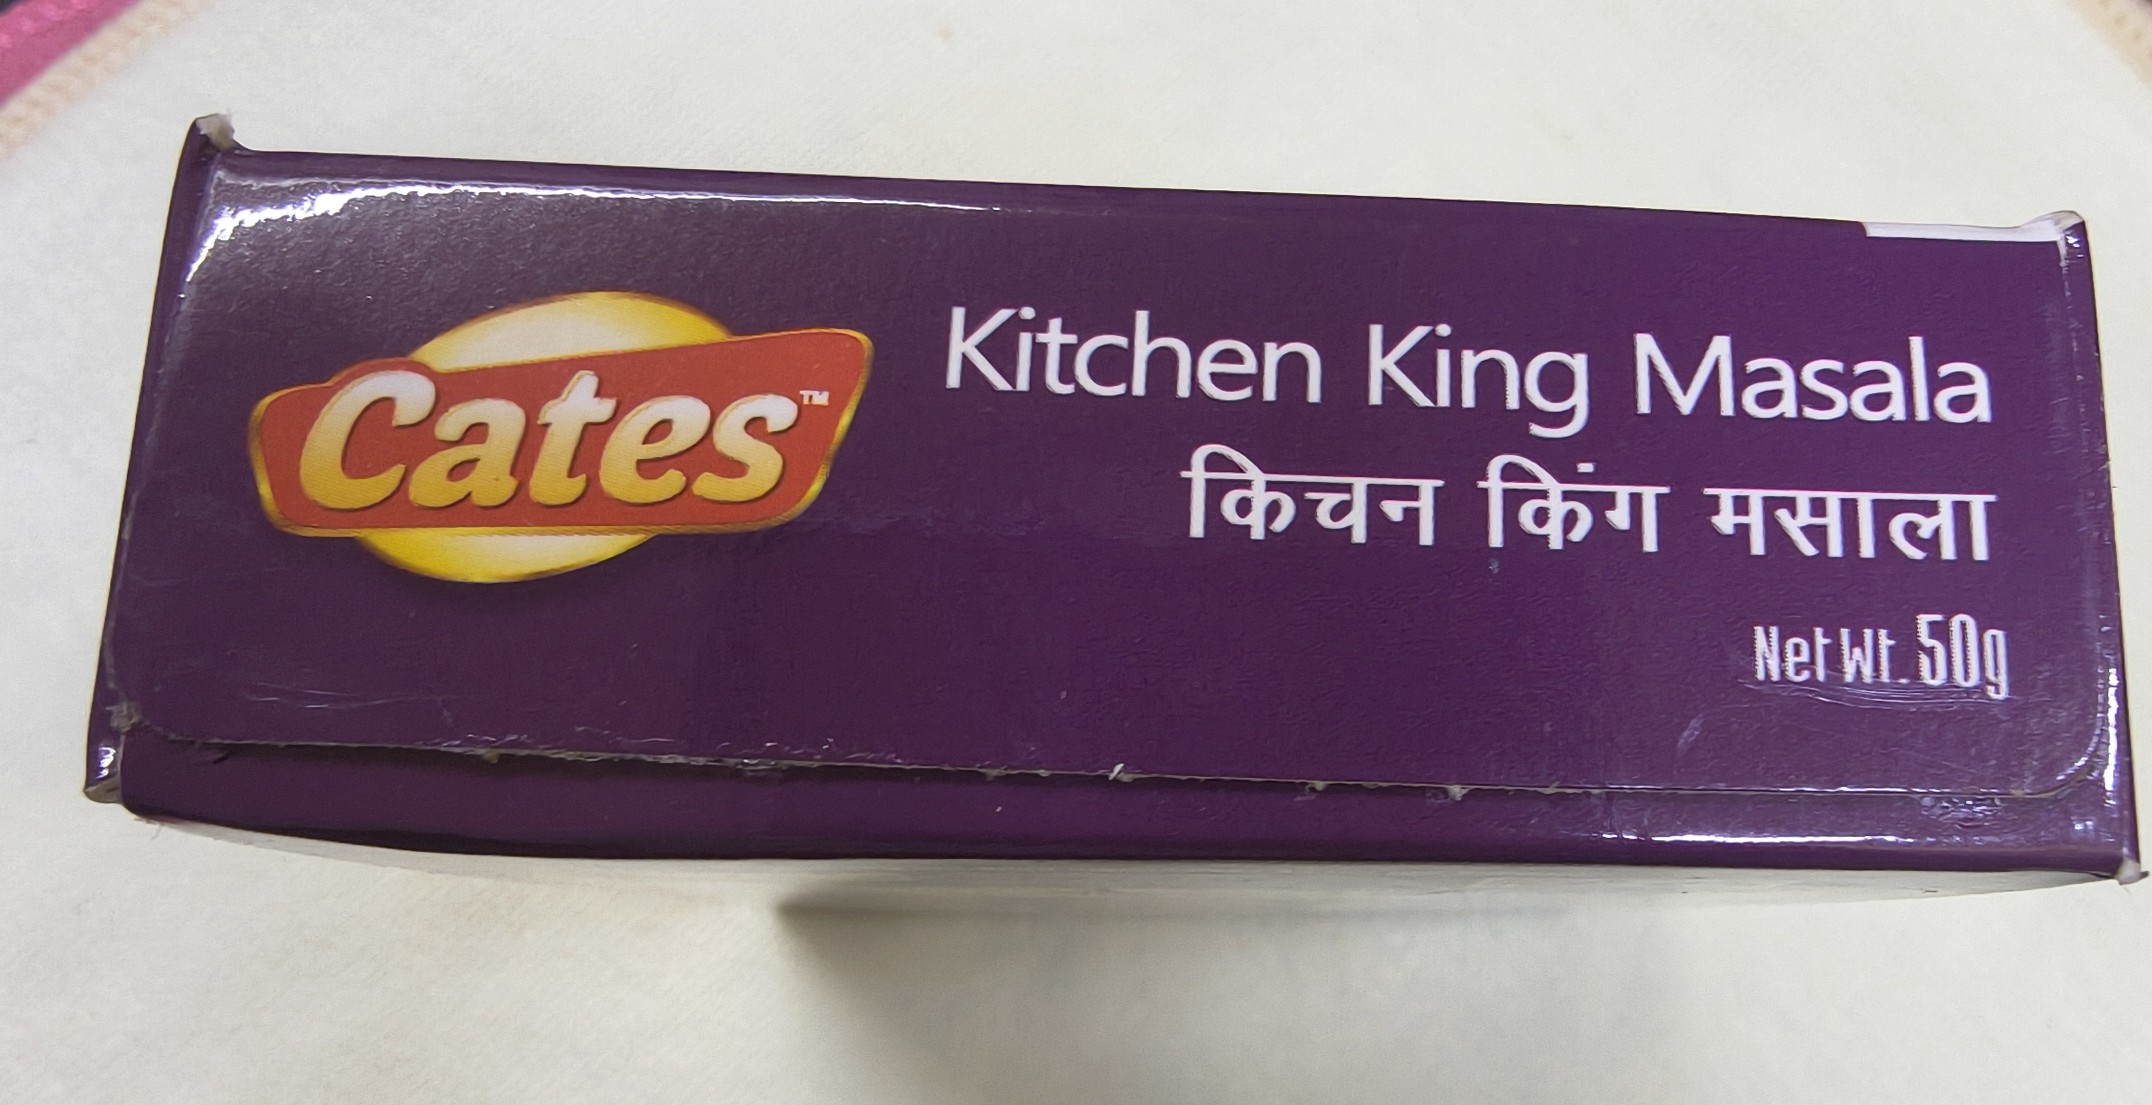 Cates™
Kitchen King Masala
किचन किंग मसाला
Net Wt. 50g